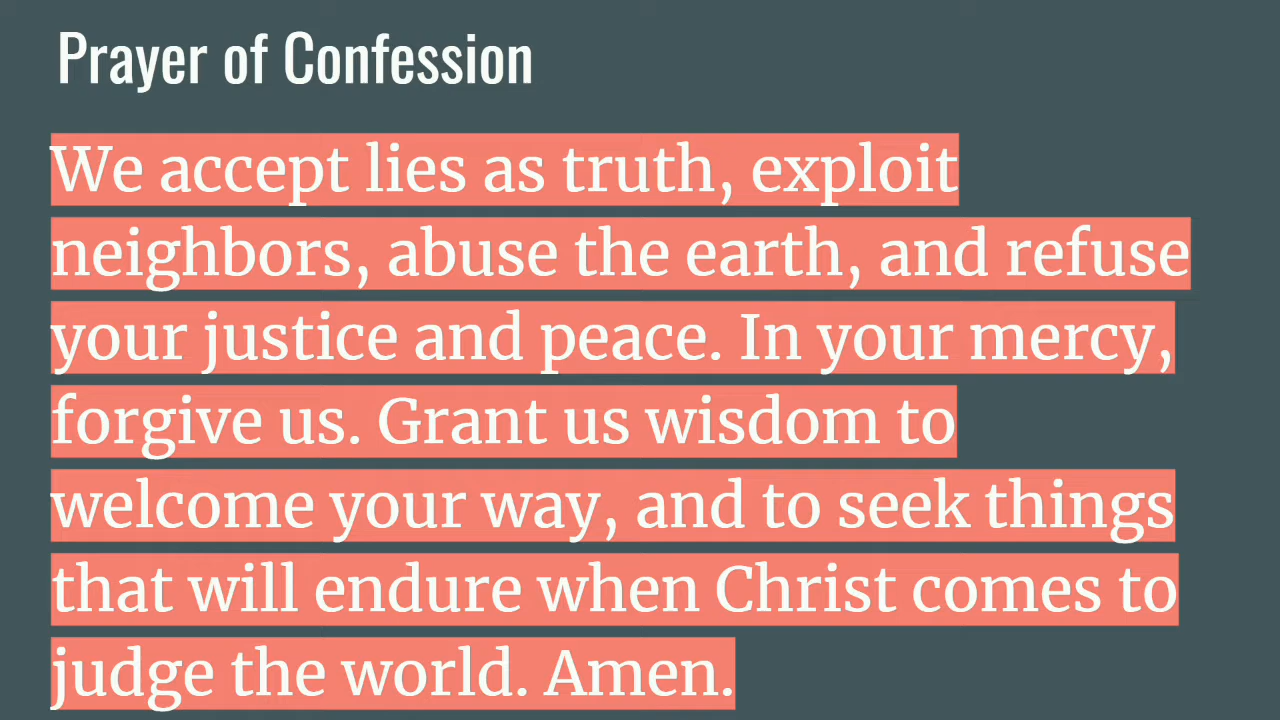 Prayer of Confession
We accept lies as truth, exploit
neighbors, abuse the earth, and refuse
your justice and peace. In your mercy,
forgive us. Grant us wisdom to
welcome your way, and to seek things
that will endure when Christ comes to
judge the world. Amen.